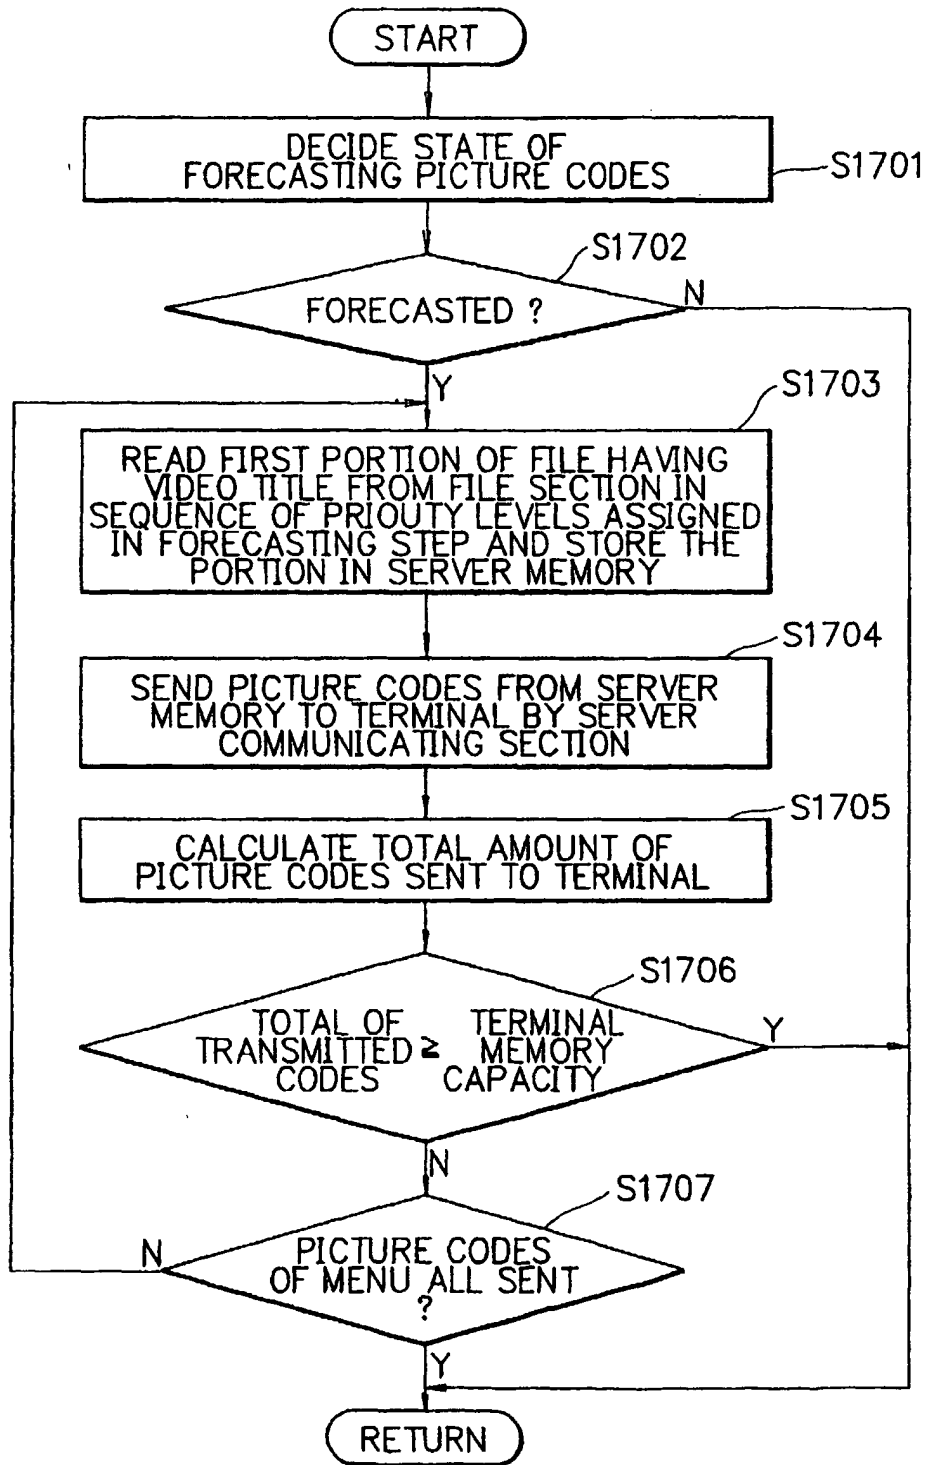 START
DECIDE STATE OF
FORECASTING PICTURE CODES
S1701
S1702
FORECASTED ?
N
Y
S1703
READ FIRST PORTION OF FILE HAVING
VIDEO TITLE FROM FILE SECTION IN
SEQUENCE OF PRIOUTY LEVELS ASSIGNED
IN FORECASTING STEP AND STORE THE
PORTION IN SERVER MEMORY
S1704
SEND PICTURE CODES FROM SERVER
MEMORY TO TERMINAL BY SERVER
COMMUNICATING SECTION
S1705
CALCULATE TOTAL AMOUNT OF
PICTURE CODES SENT TO TERMINAL
S1706
TOTAL OF TERMINAL
TRANSMITTED ≥ MEMORY
CODES CAPACITY
Y
N
S1707
N
PICTURE CODES
OF MENU ALL SENT
?
Y
RETURN